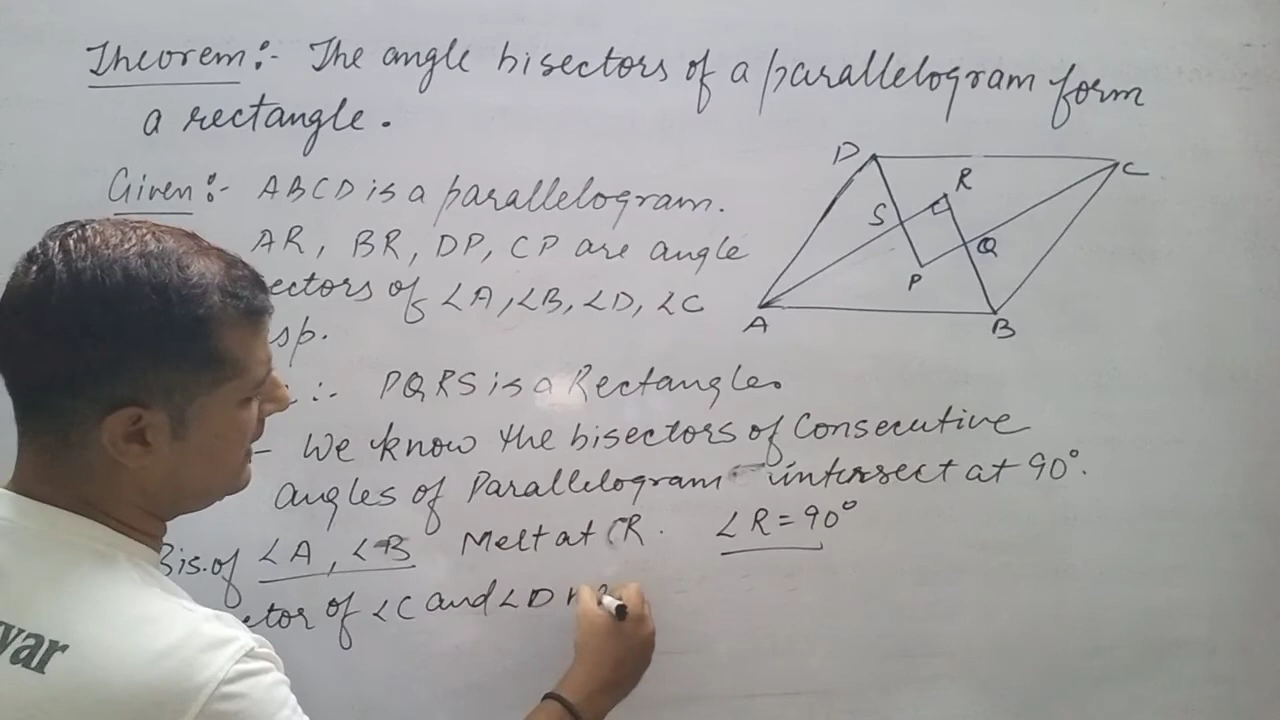 Theorem:- The angle bisectors of a parallelogram form
a rectangle.
Given:- ABCD is a parallelogram.
AR, BR, DP, CP are angle
ectors of ∠A, ∠B, ∠D, ∠C
sp.
:- PQRS is a Rectangle.
- We know the bisectors of Consecutive
angles of Parallelogram intersect at 90°.
Bis. of ∠A, ∠B Meet at R. ∠R = 90°
ctor of ∠C and ∠D
D
C
R
S
Q
P
A
B
yar